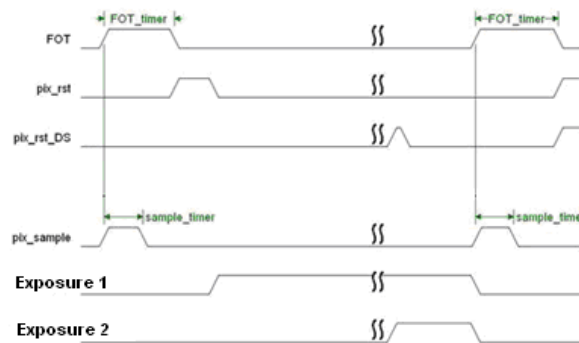 FOT_timer
FOT_timer
FOT
pix_rst
pix_rst_DS
sample_timer
sample_time
pix_sample
Exposure 1
Exposure 2